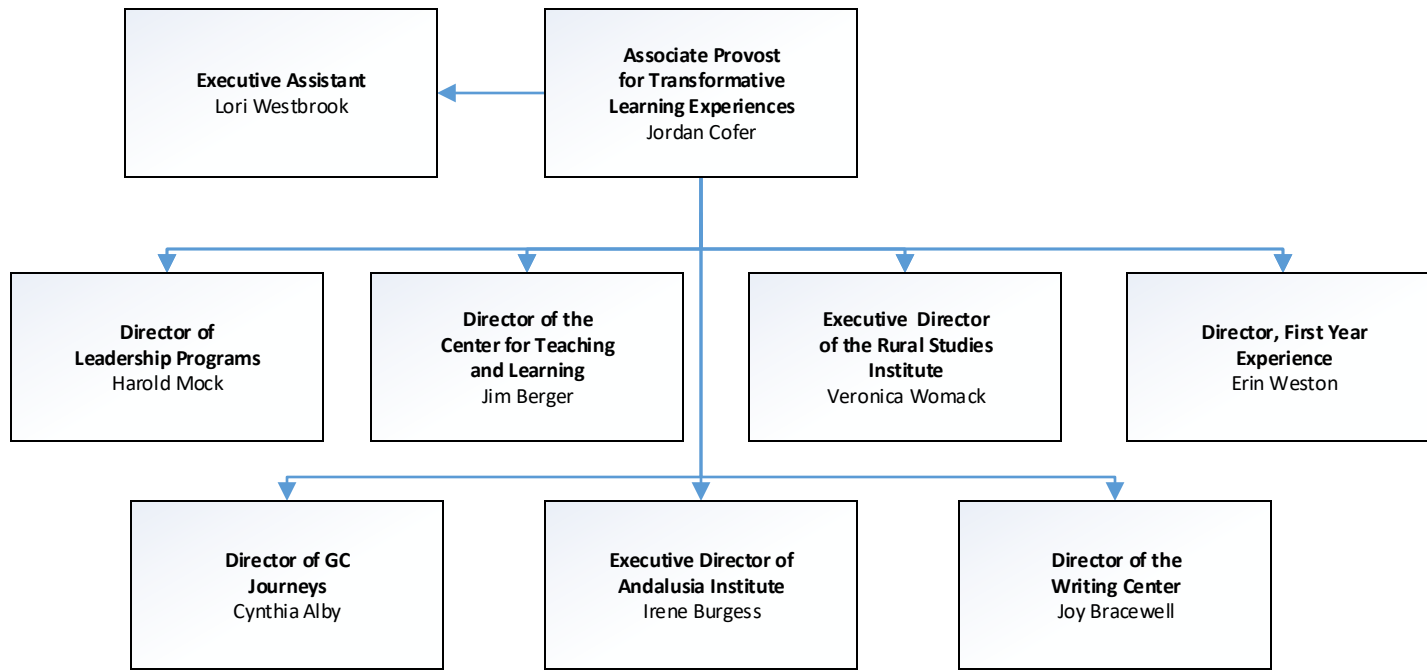 Executive Assistant
Lori Westbrook
Associate Provost
for Transformative
Learning Experiences
Jordan Cofer
Director of
Leadership Programs
Harold Mock
Director of the
Center for Teaching
and Learning
Jim Berger
Executive Director
of the Rural Studies
Institute
Veronica Womack
Director, First Year
Experience
Erin Weston
Director of GC
Journeys
Cynthia Alby
Executive Director of
Andalusia Institute
Irene Burgess
Director of the
Writing Center
Joy Bracewell